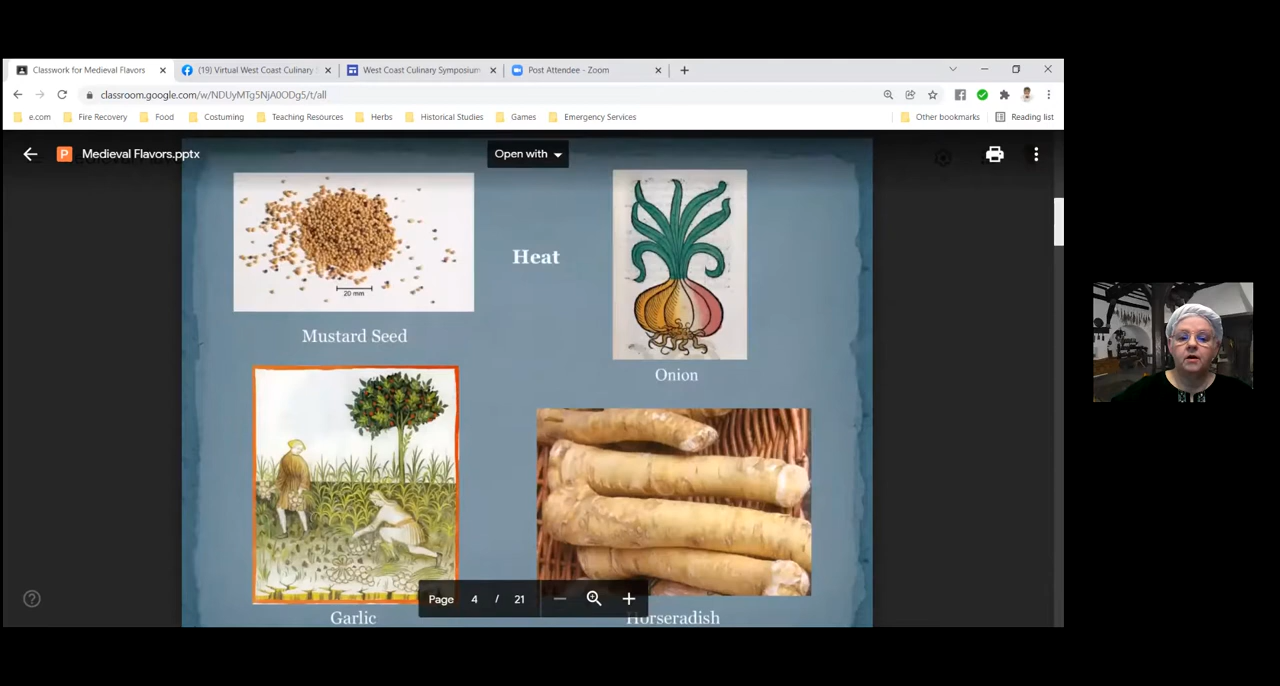 Classwork for Medieval Flavors
(19) Virtual West Coast Culinary
West Coast Culinary Symposium
Post Attendee - Zoom
classroom.google.com/w/NDUyMTg5NjA0ODg5/t/all
e.com Fire Recovery Food Costuming Teaching Resources Herbs Historical Studies Games Emergency Services Other bookmarks Reading list
P Medieval Flavors.pptx Open with
Heat
20 mm
Mustard Seed
Onion
Garlic
Horseradish
Page 4 / 21